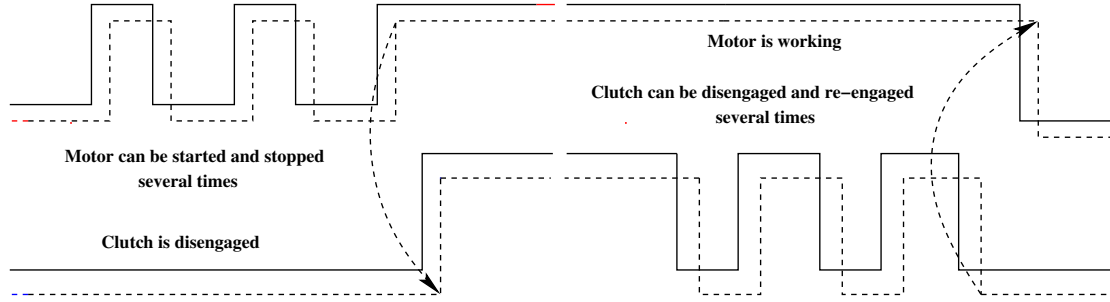 Motor is working
Clutch can be disengaged and re−engaged
several times
Motor can be started and stopped
several times
Clutch is disengaged